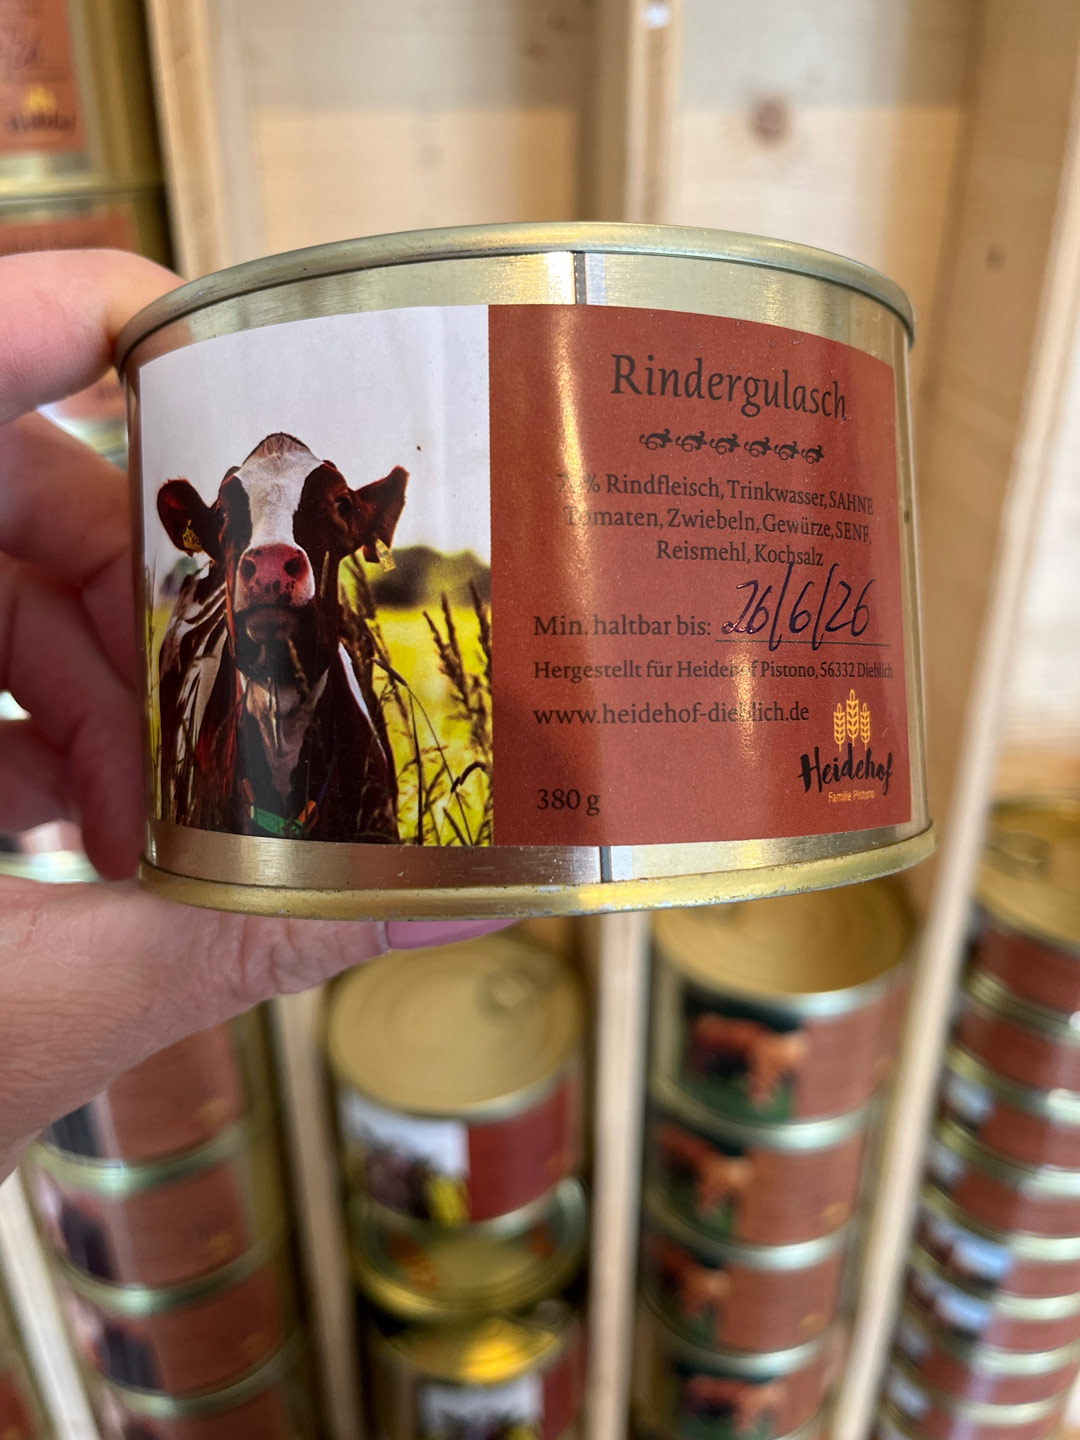 Rindergulasch
% Rindfleisch, Trinkwasser, SAHNE
Tomaten, Zwiebeln, Gewürze, SENF,
Reismehl, Kochsalz
Min. haltbar bis: 26/6/26
Hergestellt für Heidehof Pistono, 56332 Dieblich
www.heidehof-dieblich.de
Heidehof
Familie Pistono
380 g